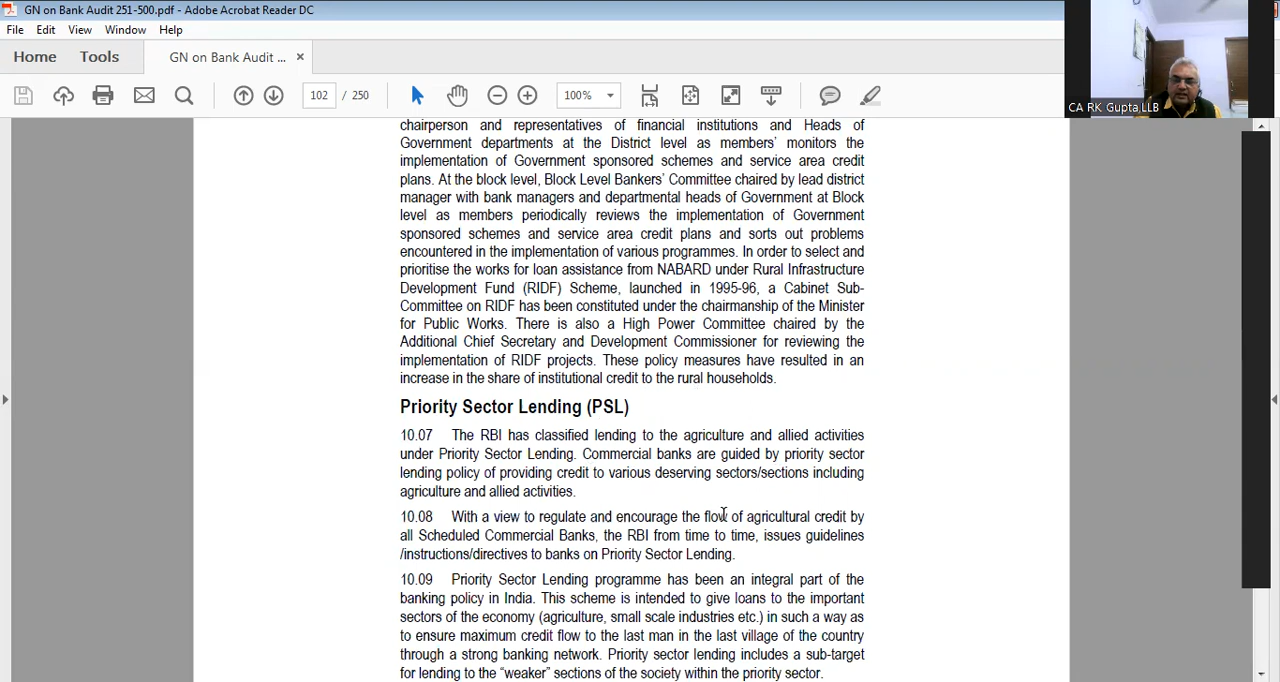 GN on Bank Audit 251-500.pdf - Adobe Acrobat Reader DC
File Edit View Window Help
Home Tools GN on Bank Audit ... ×
102 / 250 100%
CA RK Gupta,LLB
chairperson and representatives of financial institutions and Heads of
Government departments at the District level as members’ monitors the
implementation of Government sponsored schemes and service area credit
plans. At the block level, Block Level Bankers’ Committee chaired by lead district
manager with bank managers and departmental heads of Government at Block
level as members periodically reviews the implementation of Government
sponsored schemes and service area credit plans and sorts out problems
encountered in the implementation of various programmes. In order to select and
prioritise the works for loan assistance from NABARD under Rural Infrastructure
Development Fund (RIDF) Scheme, launched in 1995-96, a Cabinet Sub-
Committee on RIDF has been constituted under the chairmanship of the Minister
for Public Works. There is also a High Power Committee chaired by the
Additional Chief Secretary and Development Commissioner for reviewing the
implementation of RIDF projects. These policy measures have resulted in an
increase in the share of institutional credit to the rural households.
Priority Sector Lending (PSL)
10.07 The RBI has classified lending to the agriculture and allied activities
under Priority Sector Lending. Commercial banks are guided by priority sector
lending policy of providing credit to various deserving sectors/sections including
agriculture and allied activities.
10.08 With a view to regulate and encourage the flow of agricultural credit by
all Scheduled Commercial Banks, the RBI from time to time, issues guidelines
/instructions/directives to banks on Priority Sector Lending.
10.09 Priority Sector Lending programme has been an integral part of the
banking policy in India. This scheme is intended to give loans to the important
sectors of the economy (agriculture, small scale industries etc.) in such a way as
to ensure maximum credit flow to the last man in the last village of the country
through a strong banking network. Priority sector lending includes a sub-target
for lending to the “weaker” sections of the society within the priority sector.